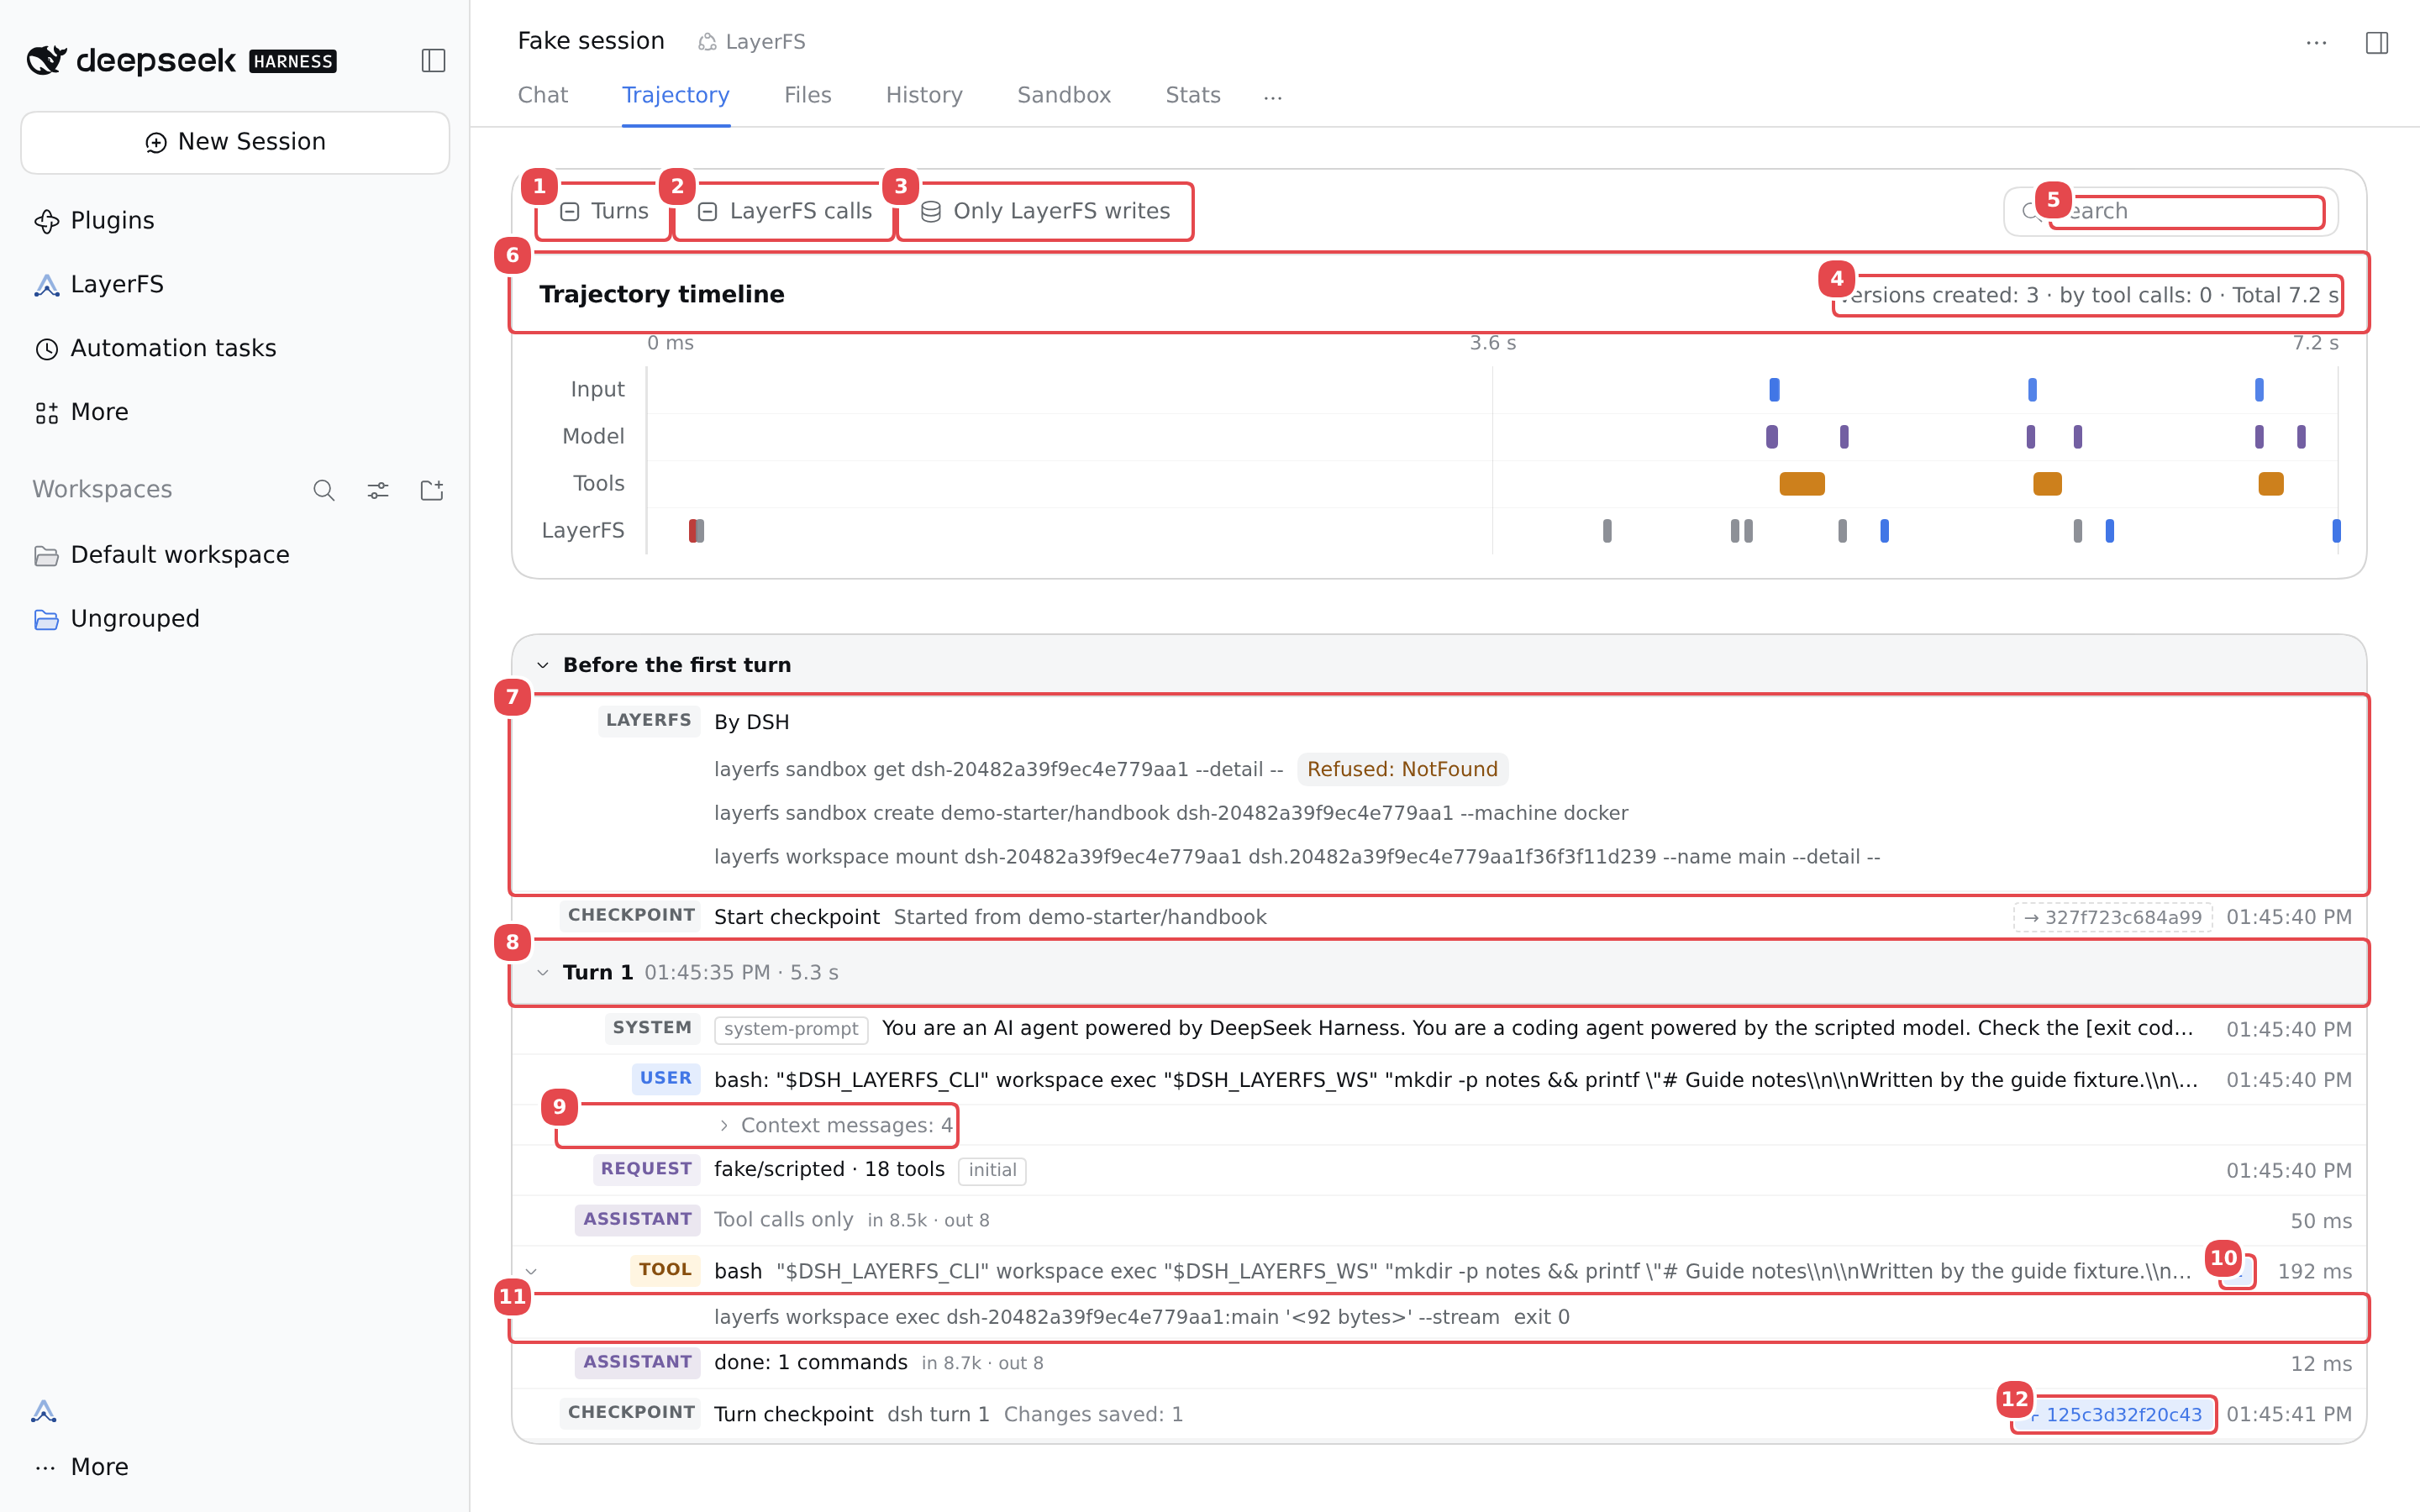 deepseek HARNESS
New Session
Plugins
LayerFS
Automation tasks
More
Workspaces
Default workspace
Ungrouped
More
Fake session LayerFS
Chat Trajectory Files History Sandbox Stats ...
1 2 3 5
Turns LayerFS calls Only LayerFS writes
6 4
Trajectory timeline created: 3 · by tool calls: 0 · Total 7.2 s
0 ms 3.6 s 7.2 s
Input
Model
Tools
LayerFS
Before the first turn
7
LAYERFS By DSH
layerfs sandbox get dsh-20482a39f9ec4e779aa1 --detail -- Refused: NotFound
layerfs sandbox create demo-starter/handbook dsh-20482a39f9ec4e779aa1 --machine docker
layerfs workspace mount dsh-20482a39f9ec4e779aa1 dsh.20482a39f9ec4e779aa1f36f3f11d239 --name main --detail --
CHECKPOINT Start checkpoint Started from demo-starter/handbook → 327f723c684a99 01:45:40 PM
8
Turn 1 01:45:35 PM · 5.3 s
SYSTEM system-prompt You are an AI agent powered by DeepSeek Harness. You are a coding agent powered by the scripted model. Check the [exit cod... 01:45:40 PM
USER bash: "$DSH_LAYERFS_CLI" workspace exec "$DSH_LAYERFS_WS" "mkdir -p notes && printf \"# Guide notes\\n\\nWritten by the guide fixture.\\n\... 01:45:40 PM
9
Context messages: 4
REQUEST fake/scripted · 18 tools initial 01:45:40 PM
ASSISTANT Tool calls only in 8.5k · out 8 50 ms
10
TOOL bash "$DSH_LAYERFS_CLI" workspace exec "$DSH_LAYERFS_WS" "mkdir -p notes && printf \"# Guide notes\\n\\nWritten by the guide fixture.\\n... 192 ms
11
layerfs workspace exec dsh-20482a39f9ec4e779aa1:main '<92 bytes>' --stream exit 0
ASSISTANT done: 1 commands in 8.7k · out 8 12 ms
12
CHECKPOINT Turn checkpoint dsh turn 1 Changes saved: 1 125c3d32f20c43 01:45:41 PM